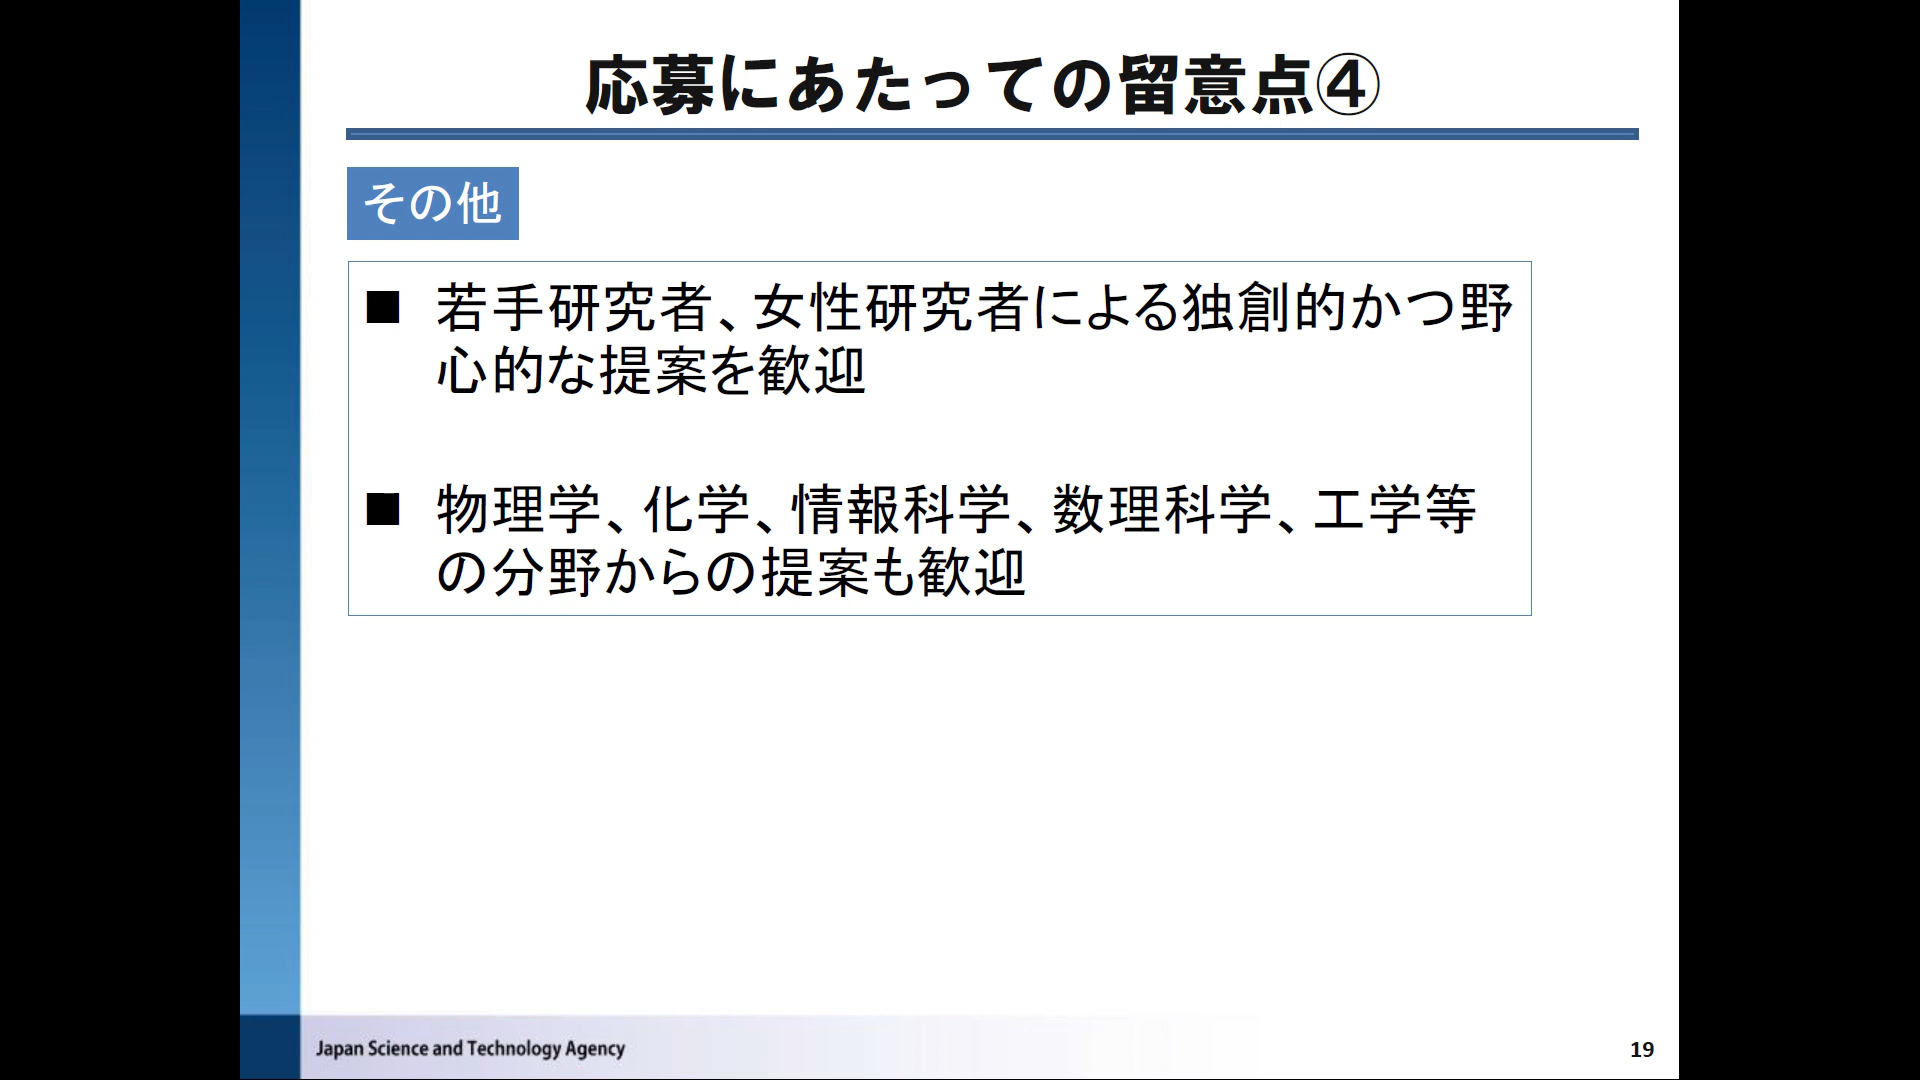 応募にあたっての留意点④
その他
■ 若手研究者、女性研究者による独創的かつ野
心的な提案を歓迎
■ 物理学、化学、情報科学、数理科学、工学等
の分野からの提案も歓迎
Japan Science and Technology Agency
19